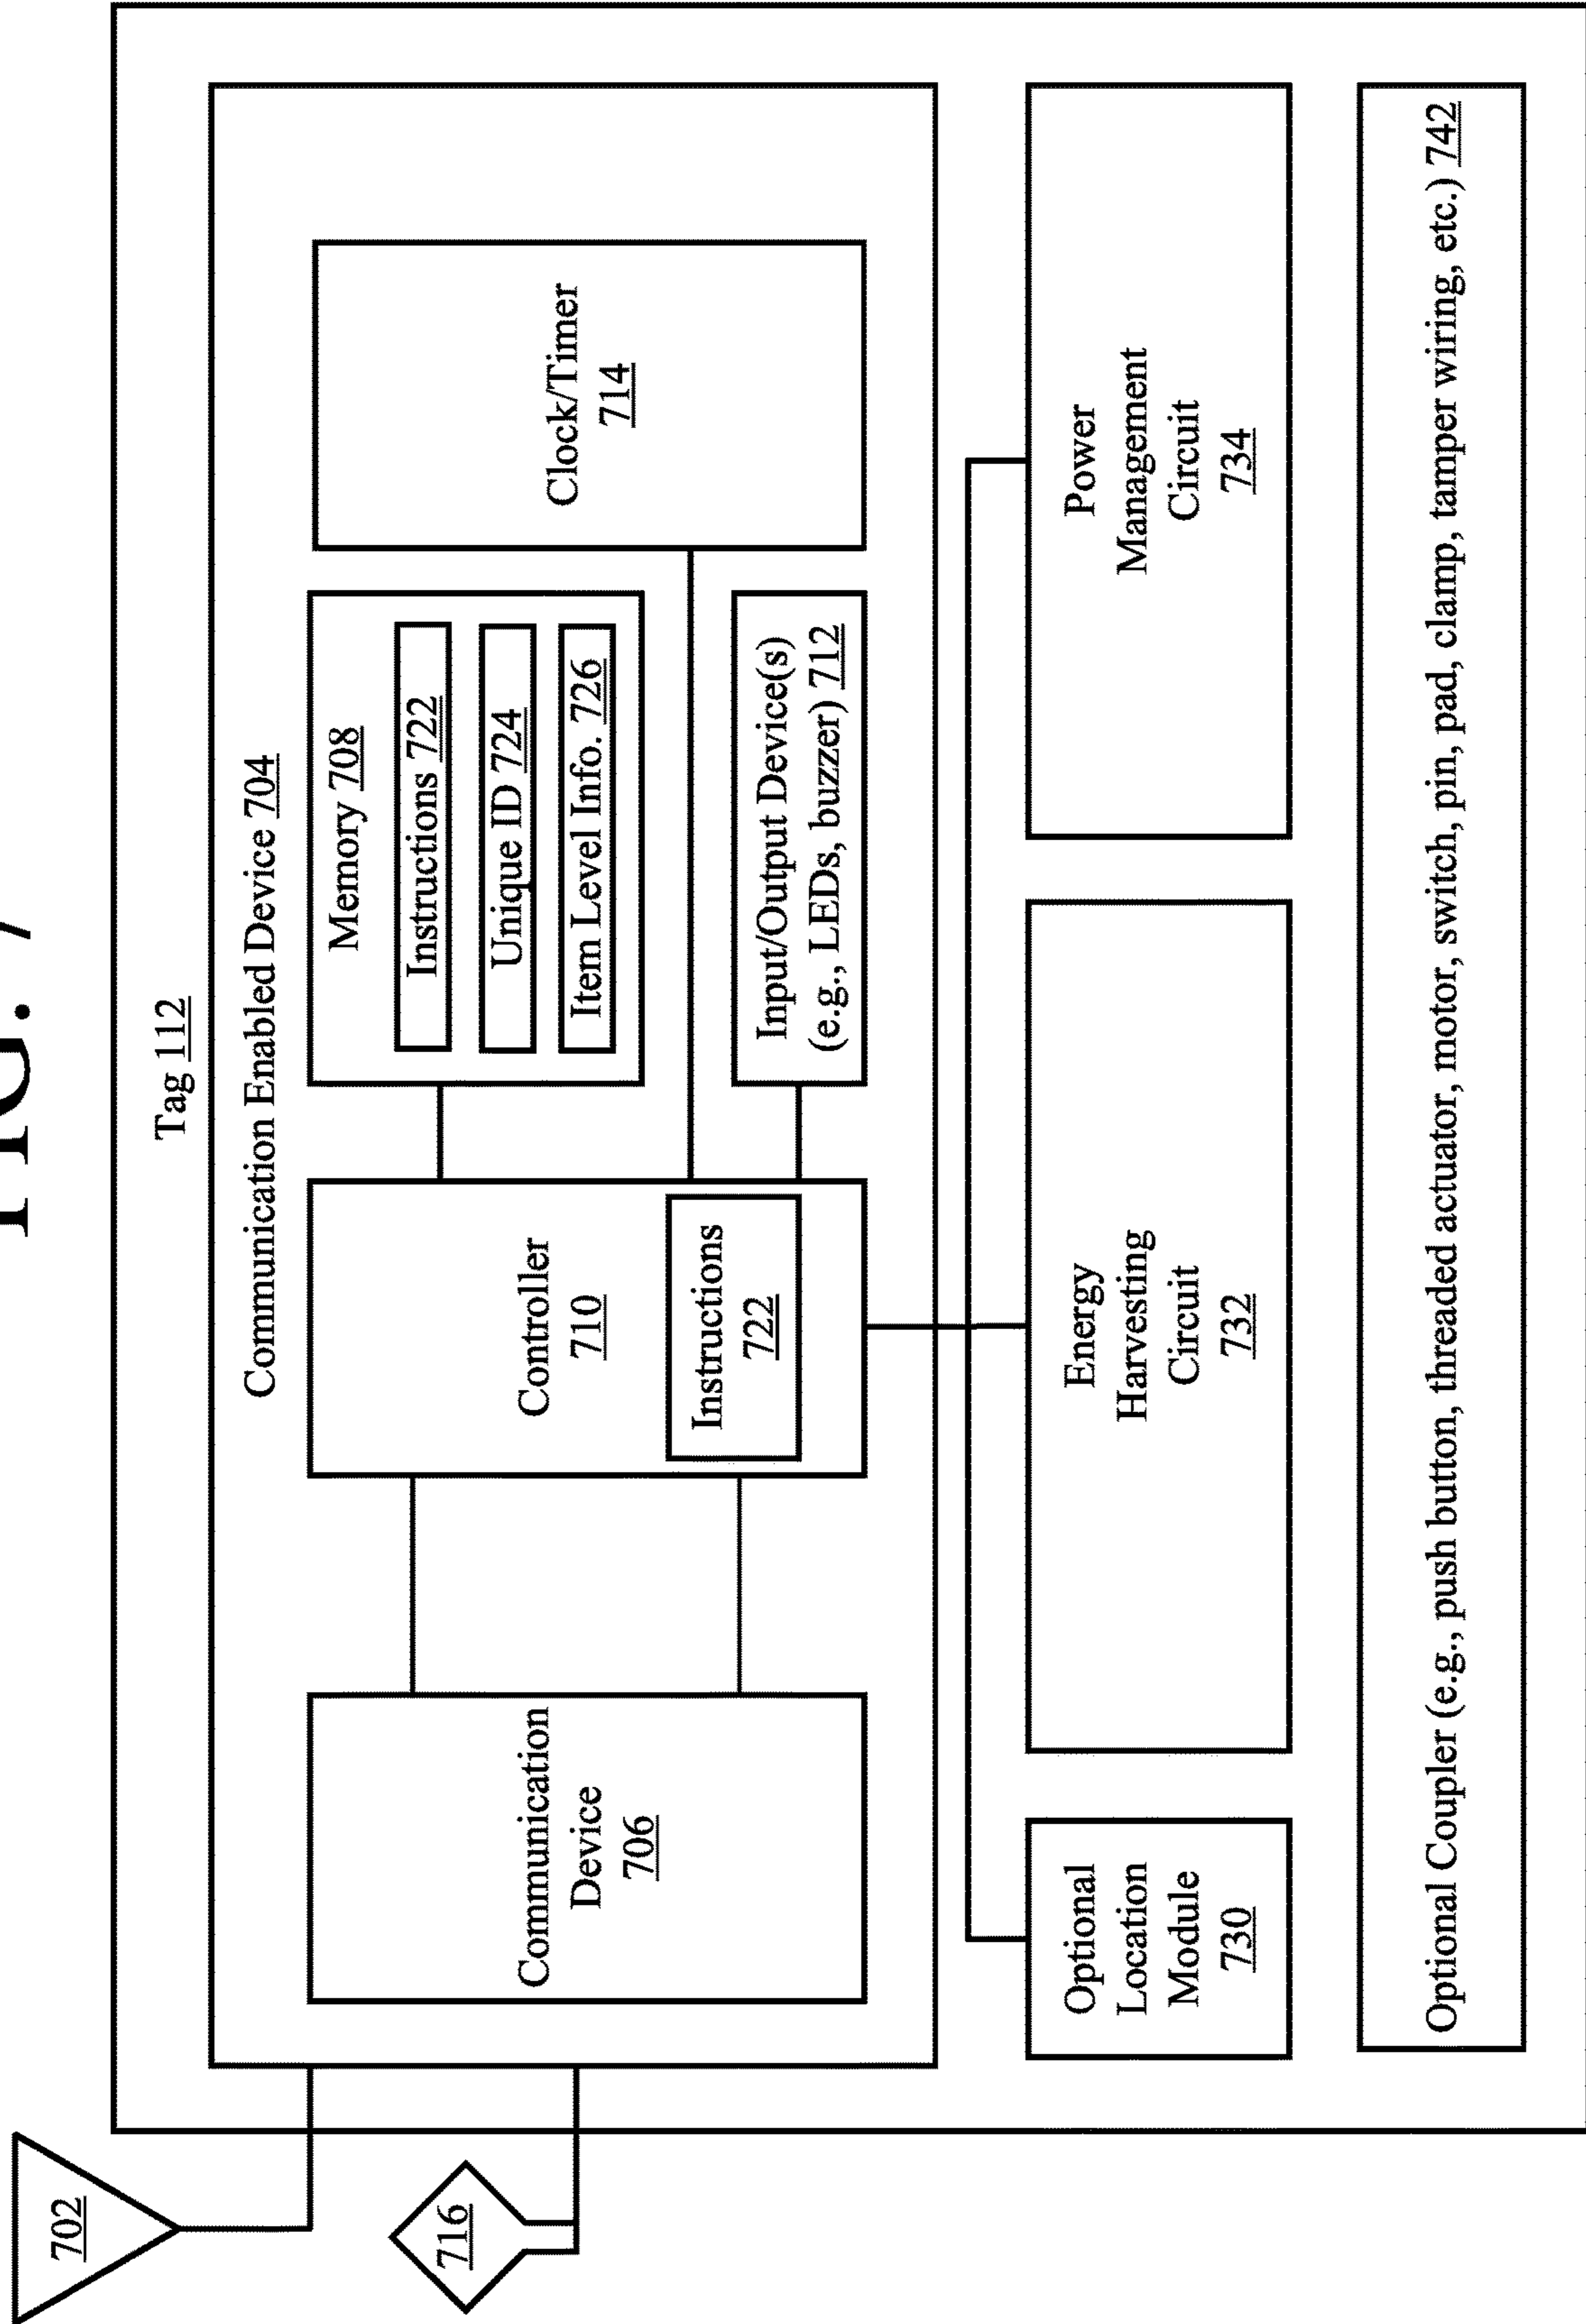 FIG. 7
702
716
Tag 112
Communication Enabled Device 704
Communication
Device
706
Controller
710
Instructions
722
Memory 708
Instructions 722
Unique ID 724
Item Level Info. 726
Input/Output Device(s)
(e.g., LEDs, buzzer) 712
Clock/Timer
714
Optional
Location
Module
730
Energy
Harvesting
Circuit
732
Power
Management
Circuit
734
Optional Coupler (e.g., push button, threaded actuator, motor, switch, pin, pad, clamp, tamper wiring, etc.) 742